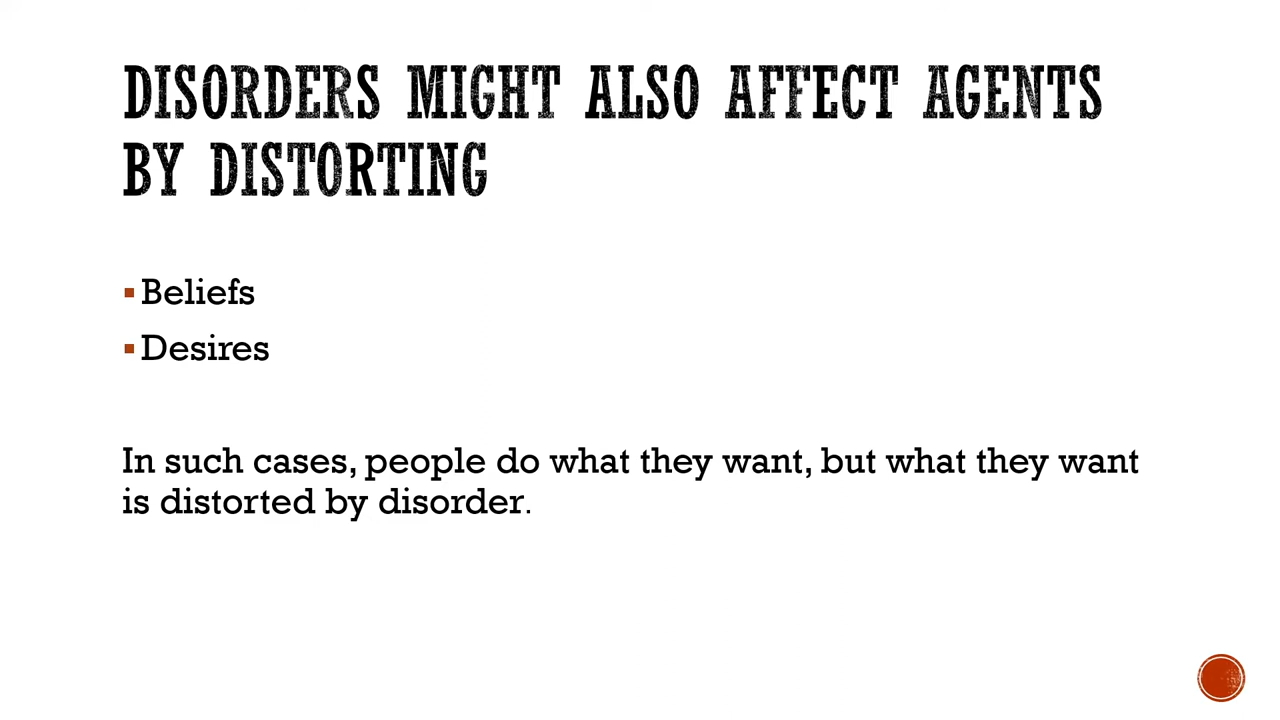 DISORDERS MIGHT ALSO AFFECT AGENTS
BY DISTORTING
▪ Beliefs
▪ Desires
In such cases, people do what they want, but what they want
is distorted by disorder.